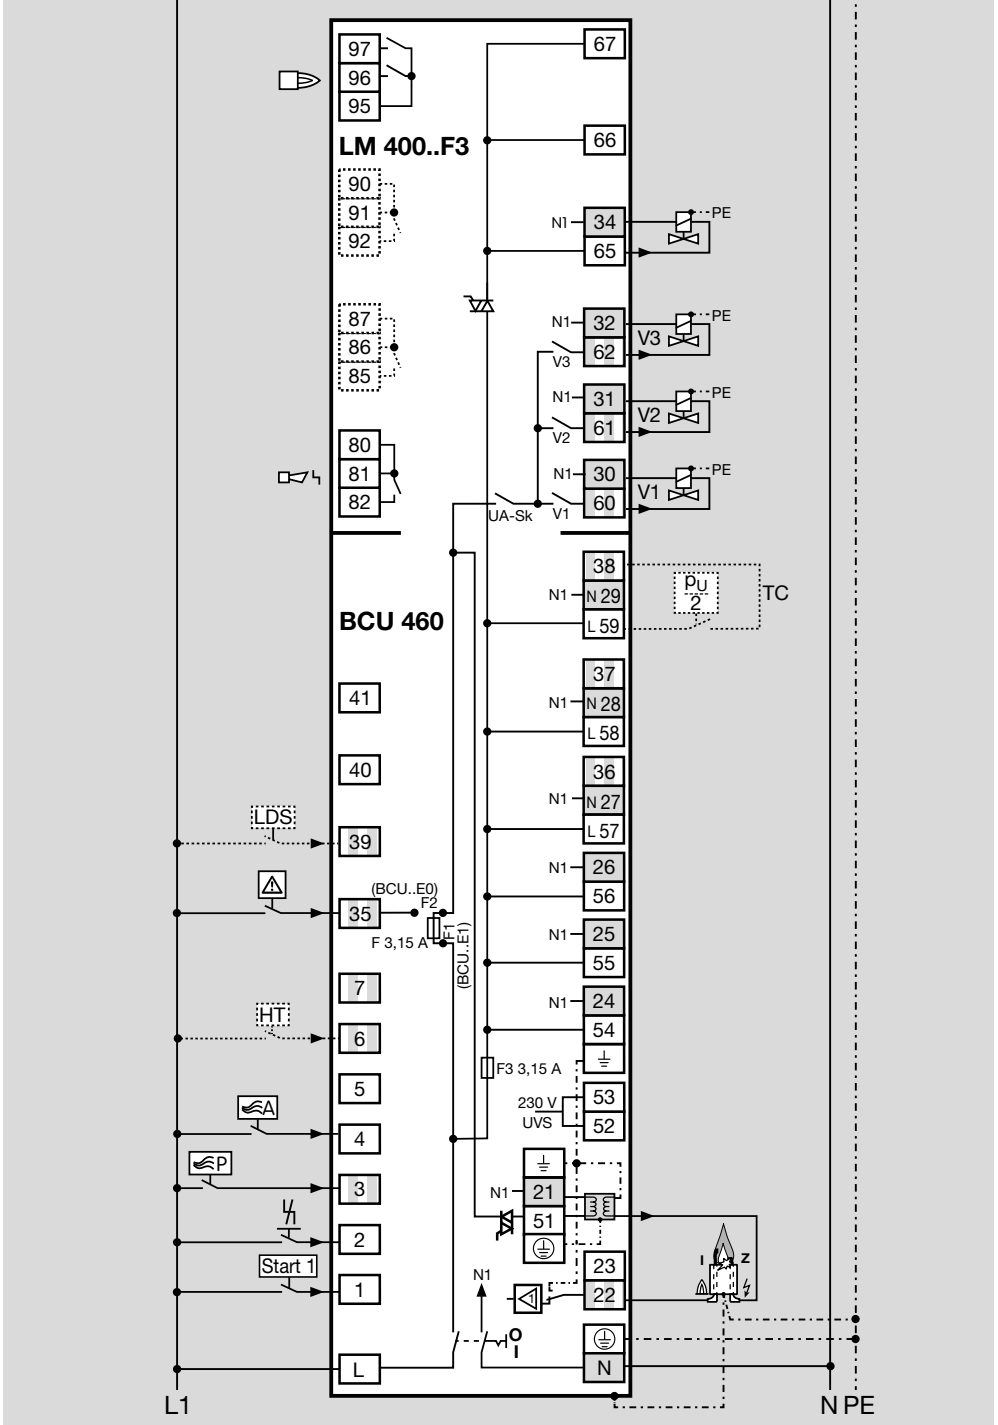 97
96
95
LM 400..F3
90
91
92
87
86
85
80
81
82
67
66
N1 34 PE
65
N1 32 PE
V3
V3 62
N1 31 PE
V2
V2 61
N1 30 PE
V1
UA-Sk V1 60
38
BCU 460
N1 N 29
L 59
pU
2
TC
37
N1 N 28
L 58
36
N1 N 27
L 57
N1 26
56
N1 25
55
N1 24
54
41
40
LDS
39
35
(BCU..E0)
F2
F1
F 3,15 A
(BCU..E1)
7
HT
6
5
A
4
P
3
2
Start 1
1
L
F3 3,15 A
230 V
UVS
53
52
N1 21
51
23
22
1
I Z
N1
O
I
N
L1
N PE